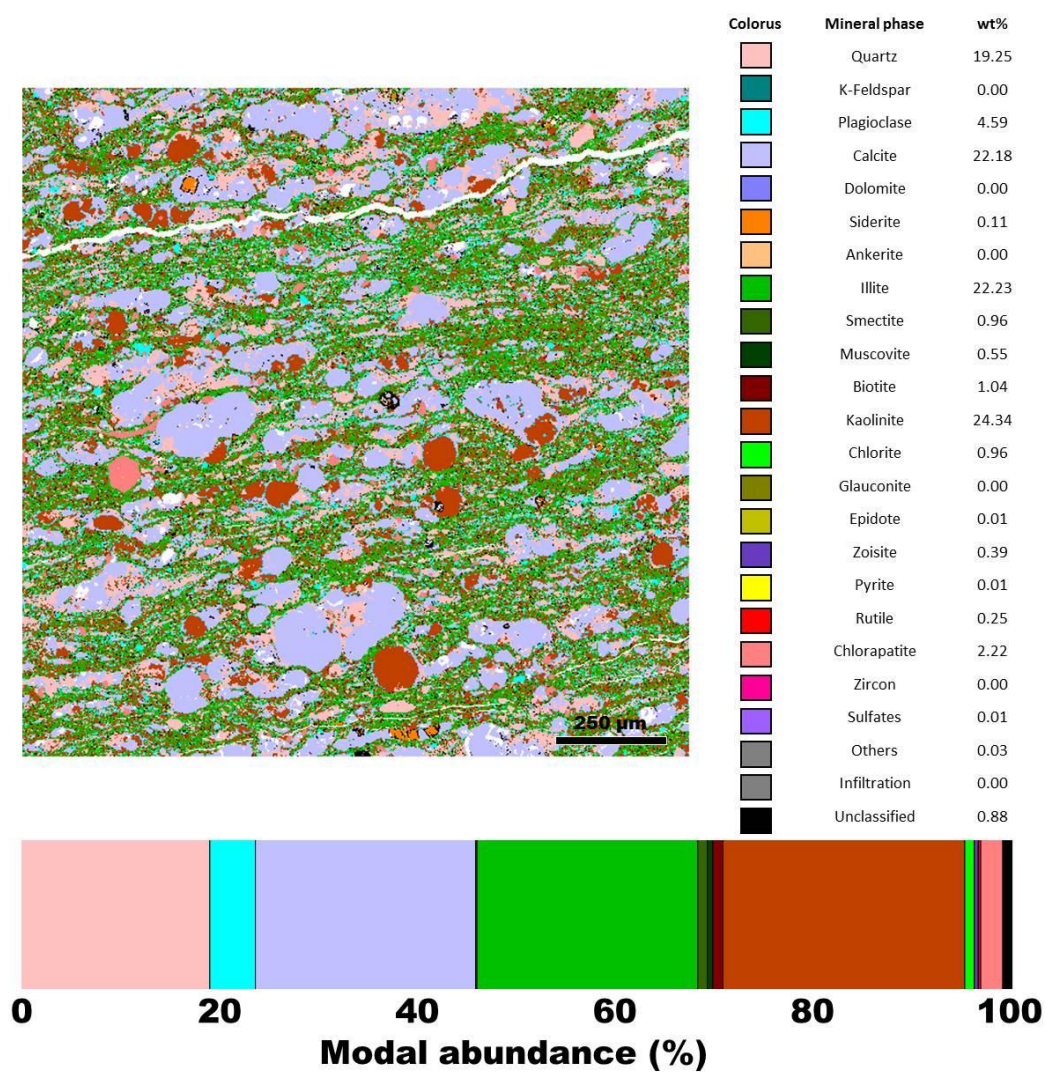 Colorus Mineral phase wt%
Quartz 19.25
K-Feldspar 0.00
Plagioclase 4.59
Calcite 22.18
Dolomite 0.00
Siderite 0.11
Ankerite 0.00
Illite 22.23
Smectite 0.96
Muscovite 0.55
Biotite 1.04
Kaolinite 24.34
Chlorite 0.96
Glauconite 0.00
Epidote 0.01
Zoisite 0.39
Pyrite 0.01
Rutile 0.25
Chlorapatite 2.22
Zircon 0.00
Sulfates 0.01
Others 0.03
Infiltration 0.00
Unclassified 0.88
250 µm
0 20 40 60 80 100
Modal abundance (%)